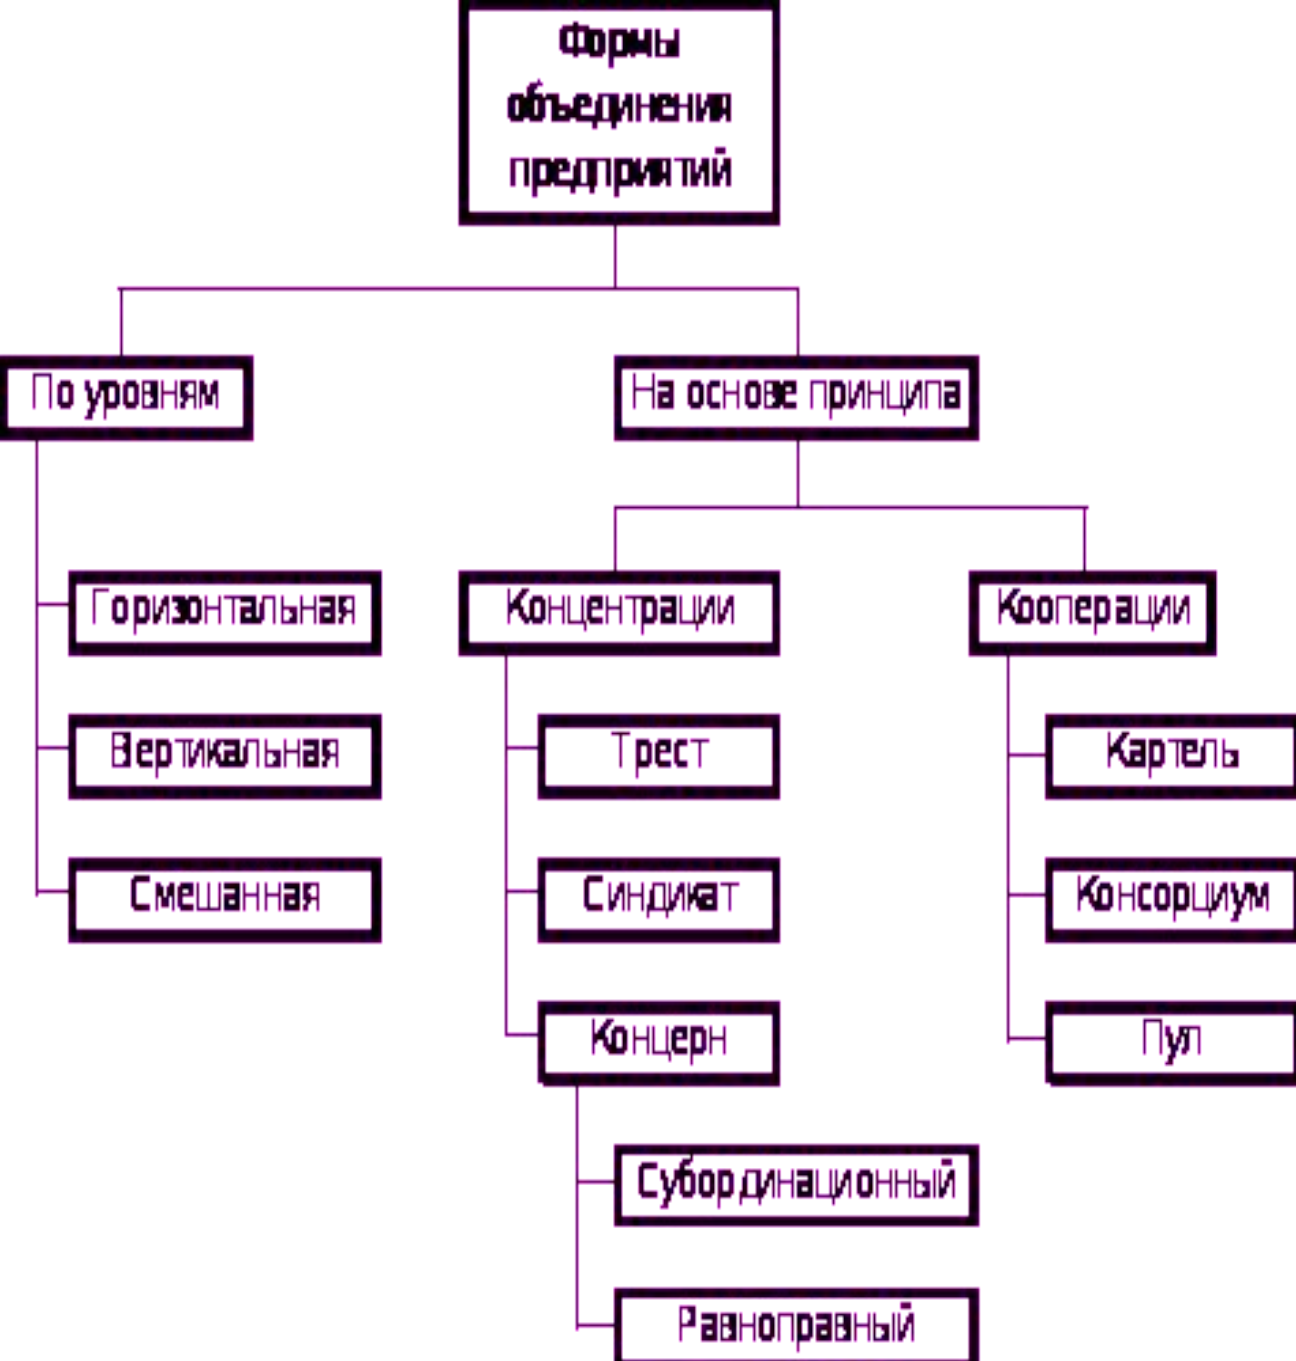 Формы
объединения
предприятий
По уровням
На основе принципа
Горизонтальная
Вертикальная
Смешанная
Концентрации
Трест
Синдикат
Концерн
Субординационный
Равноправный
Кооперации
Картель
Консорциум
Пул